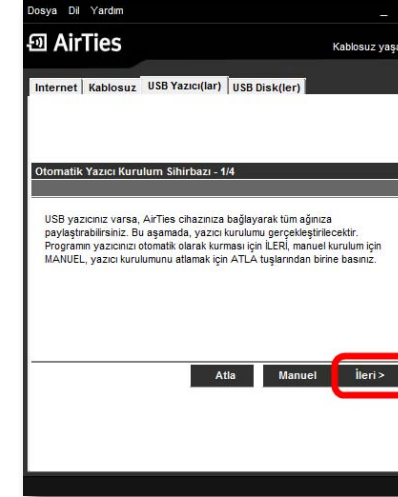 Dosya Dil Yardım
AirTies
Kablosuz yaşa
Internet Kablosuz USB Yazıcı(lar) USB Disk(ler)
Otomatik Yazıcı Kurulum Sihirbazı - 1/4
USB yazıcınız varsa, AirTies cihazınıza bağlayarak tüm ağınıza
paylaştırabilirsiniz. Bu aşamada, yazıcı kurulumu gerçekleştirilecektir.
Programın yazıcınızı otomatik olarak kurması için İLERİ, manuel kurulum için
MANUEL, yazıcı kurulumunu atlamak için ATLA tuşlarından birine basınız.
Atla Manuel İleri >